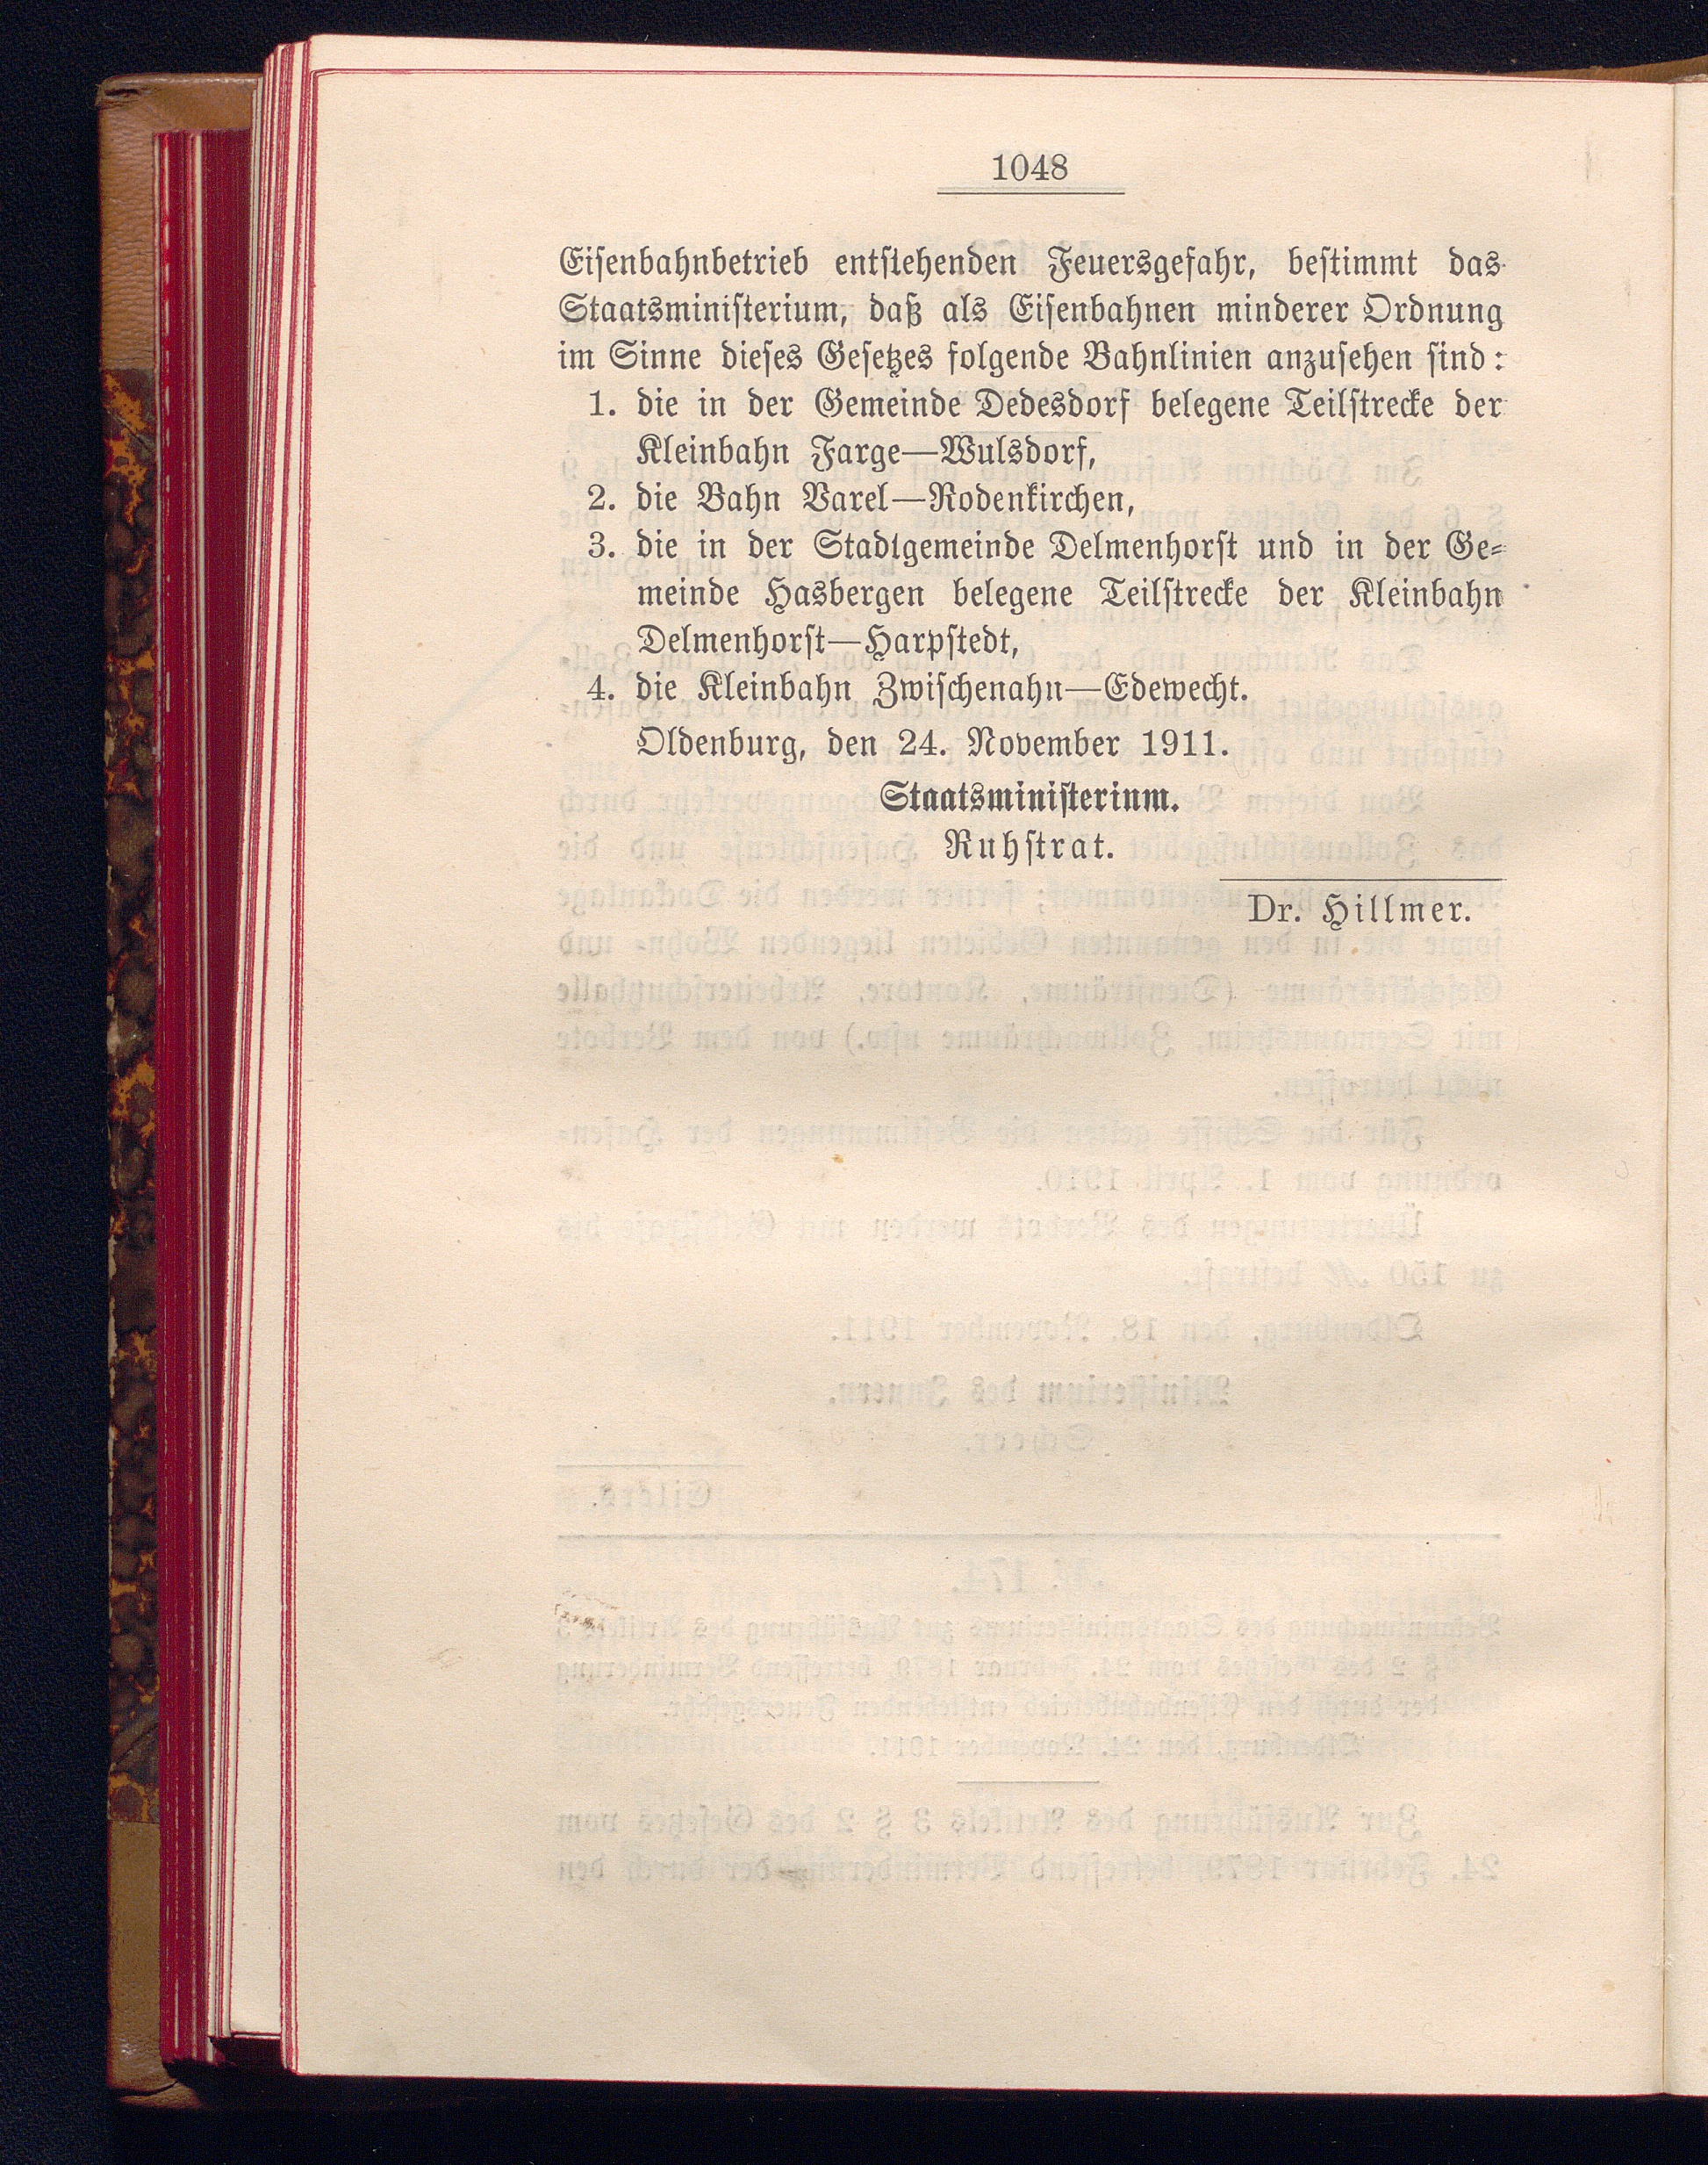 1048
Eisenbahnbetrieb entstehenden Feuersgefahr, bestimmt das
Staatsministerium, daß als Eisenbahnen minderer Ordnung
im Sinne dieses Gesetzes folgende Bahnlinien anzusehen sind:
1. die in der Gemeinde Dedesdorf belegene Teilstrecke der
Kleinbahn Farge—Wulsdorf,
2. die Bahn Varel—Rodenkirchen,
3. die in der Stadtgemeinde Delmenhorst und in der Ge-
meinde Hasbergen belegene Teilstrecke der Kleinbahn
Delmenhorst—Harpstedt,
4. die Kleinbahn Zwischenahn—Edewecht.
Oldenburg, den 24. November 1911.
Staatsministerium.
Ruhstrat.
Dr. Hillmer.